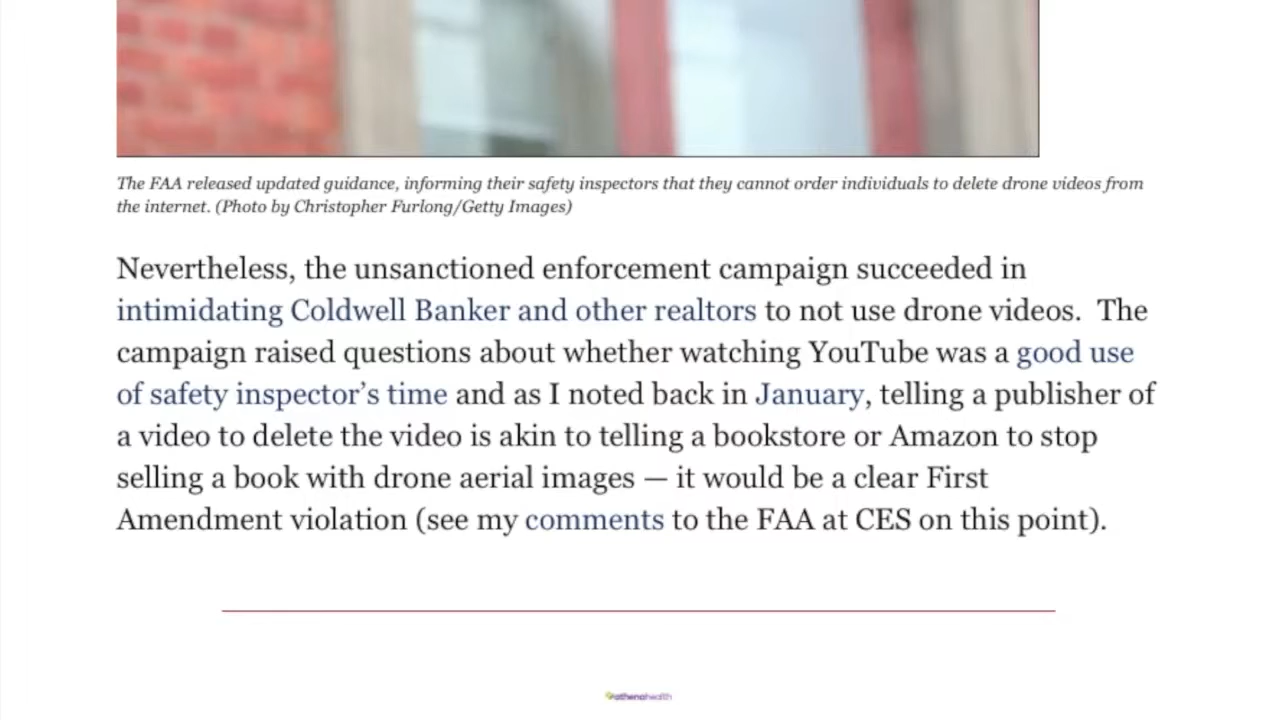 The FAA released updated guidance, informing their safety inspectors that they cannot order individuals to delete drone videos from
the internet. (Photo by Christopher Furlong/Getty Images)
Nevertheless, the unsanctioned enforcement campaign succeeded in
intimidating Coldwell Banker and other realtors to not use drone videos.  The
campaign raised questions about whether watching YouTube was a good use
of safety inspector’s time and as I noted back in January, telling a publisher of
a video to delete the video is akin to telling a bookstore or Amazon to stop
selling a book with drone aerial images — it would be a clear First
Amendment violation (see my comments to the FAA at CES on this point).
athenahealth